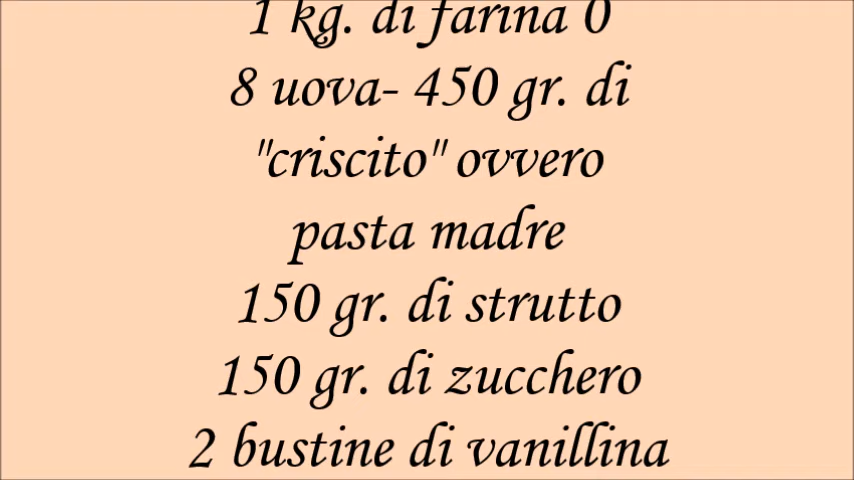 1 kg. di farina 0
8 uova- 450 gr. di
"criscito" ovvero
pasta madre
150 gr. di strutto
150 gr. di zucchero
2 bustine di vanillina